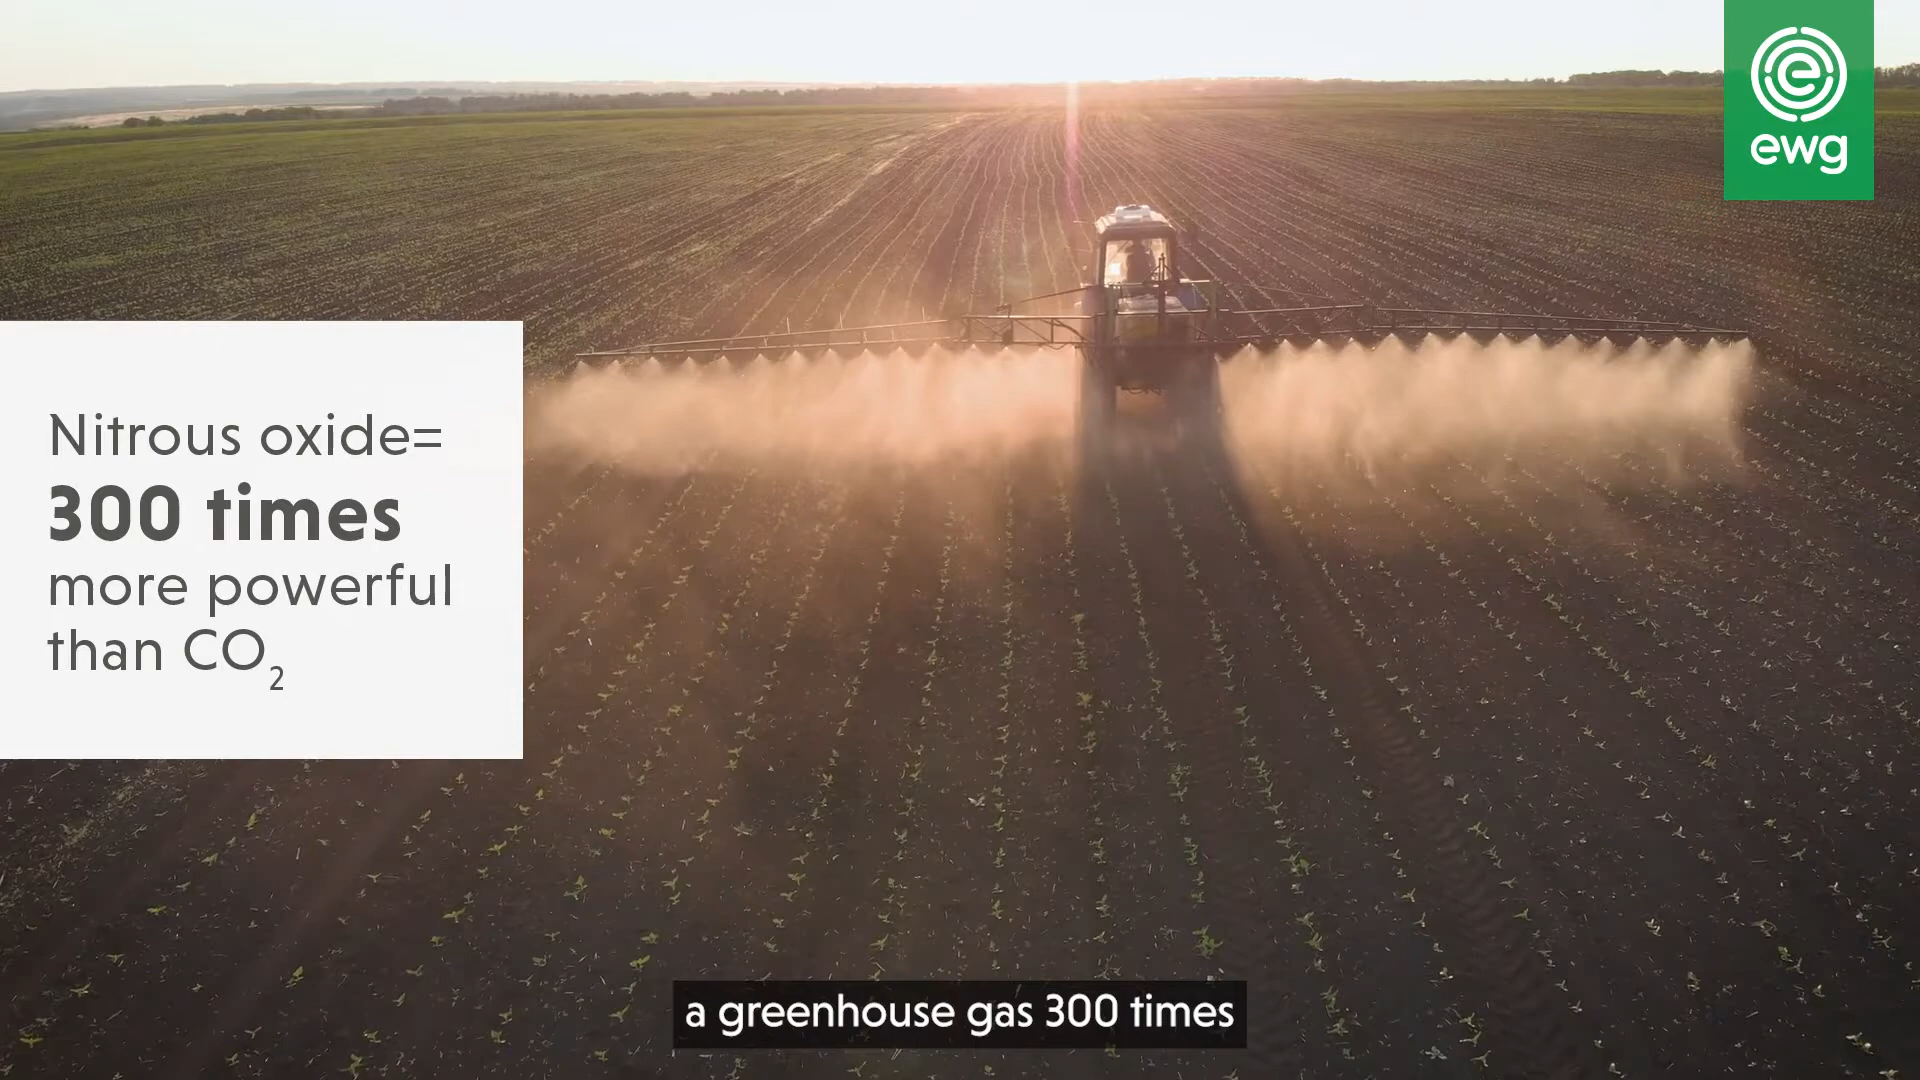 ewg
Nitrous oxide=
300 times
more powerful
than CO₂
a greenhouse gas 300 times